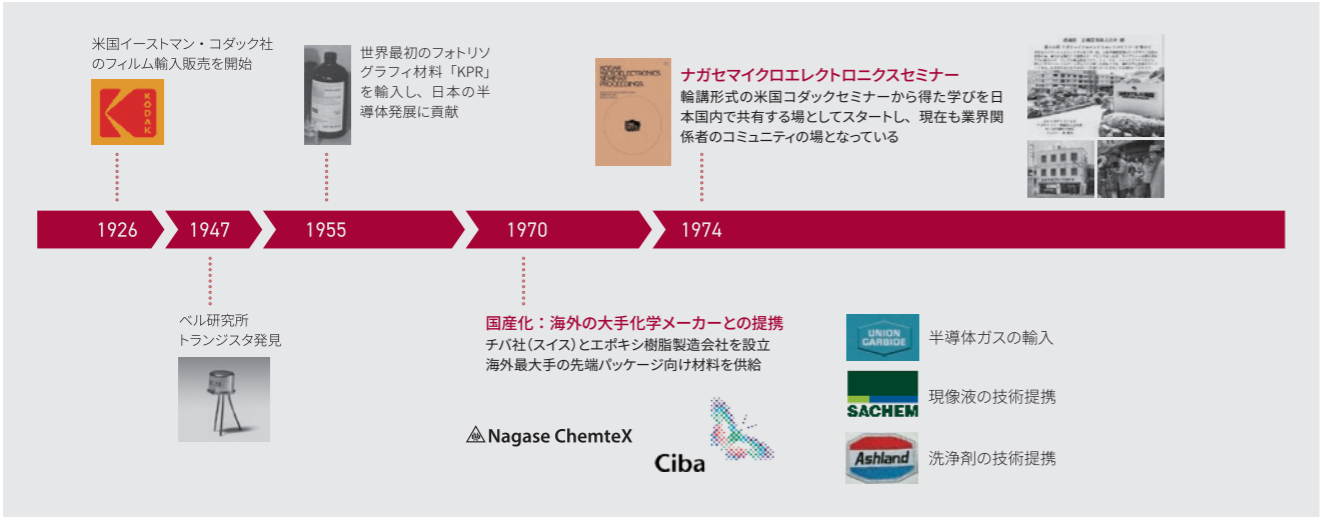 米国イーストマン・コダック社
のフィルム輸入販売を開始
KODAK
世界最初のフォトリソ
グラフィ材料「KPR」
を輸入し、日本の半
導体発展に貢献
KODAK
MICROELECTRONICS
SEMINAR
PROCEEDINGS
ナガセマイクロエレクトロニクスセミナー
輪講形式の米国コダックセミナーから得た学びを日
本国内で共有する場としてスタートし、現在も業界関
係者のコミュニティの場となっている
1926
1947
1955
1970
1974
ベル研究所
トランジスタ発見
国産化：海外の大手化学メーカーとの提携
チバ社（スイス）とエポキシ樹脂製造会社を設立
海外最大手の先端パッケージ向け材料を供給
Nagase ChemteX
Ciba
UNION
CARBIDE
半導体ガスの輸入
SACHEM
現像液の技術提携
Ashland
洗浄剤の技術提携